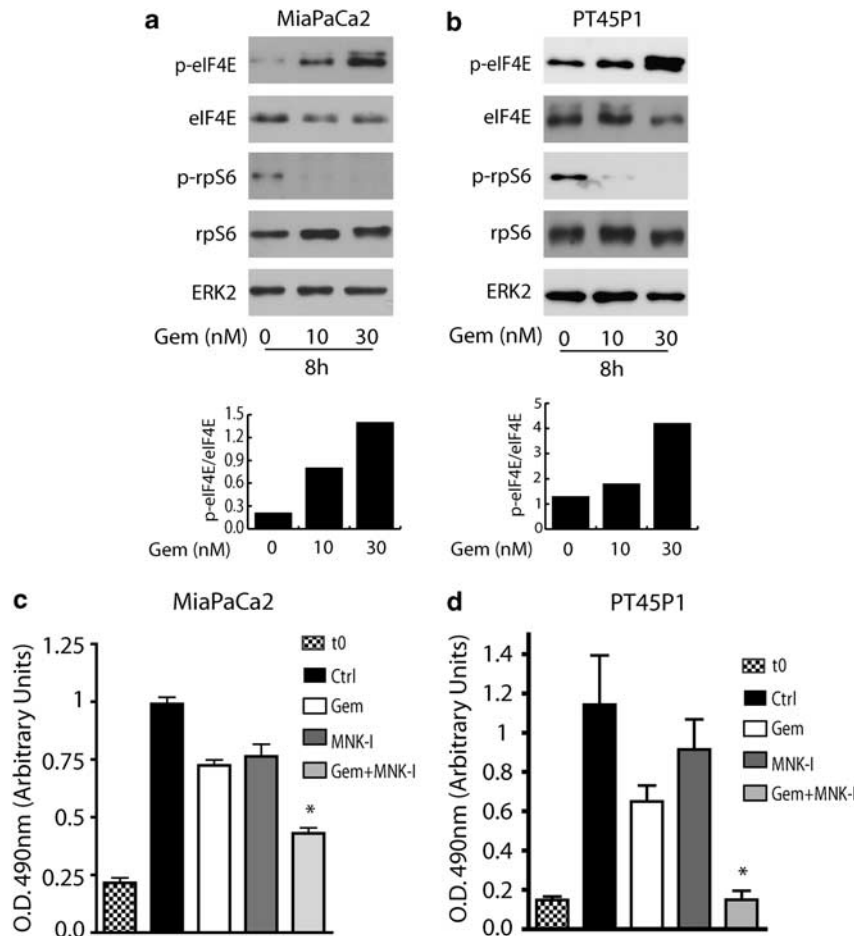 a
MiaPaCa2
p-eIF4E
eIF4E
p-rpS6
rpS6
ERK2
Gem (nM) 0 10 30
8h
1.5
1.2
0.9
0.6
0.3
0.0
p-eIF4E/eIF4E
Gem (nM) 0 10 30
b
PT45P1
p-eIF4E
eIF4E
p-rpS6
rpS6
ERK2
Gem (nM) 0 10 30
8h
5
4
3
2
1
0
p-eIF4E/eIF4E
Gem (nM) 0 10 30
c
MiaPaCa2
O.D. 490nm (Arbitrary Units)
1.25
1
0.75
0.5
0.25
0.0
t0
Ctrl
Gem
MNK-I
Gem+MNK-I
*
d
PT45P1
O.D. 490nm (Arbitrary Units)
1.4
1.2
1
0.8
0.6
0.4
0.2
0.0
t0
Ctrl
Gem
MNK-I
Gem+MNK-I
*